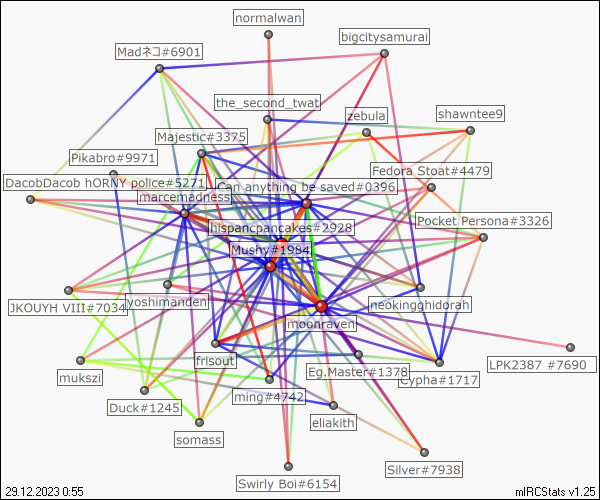 normalwan
bigcitysamurai
Madネコ#6901
the_second_twat
zebula
shawntee9
Majestic#3375
Pikabro#9971
Fedora Stoat#4479
DacobDacob hORNY police#5271
Can anything be saved#0396
marcemadness
Pocket Persona#3326
hispancpancakes#2928
Mushy#1984
JKOUYH VIII#7034
yoshimanden
neokingghidorah
moonraven
frisout
Eg.Master#1378
Cypha#1717
LPK2387 #7690
mukszi
Duck#1245
ming#4742
eliakith
somass
Silver#7938
Swirly Boi#6154
29.12.2023 0:55
mIRCStats v1.25